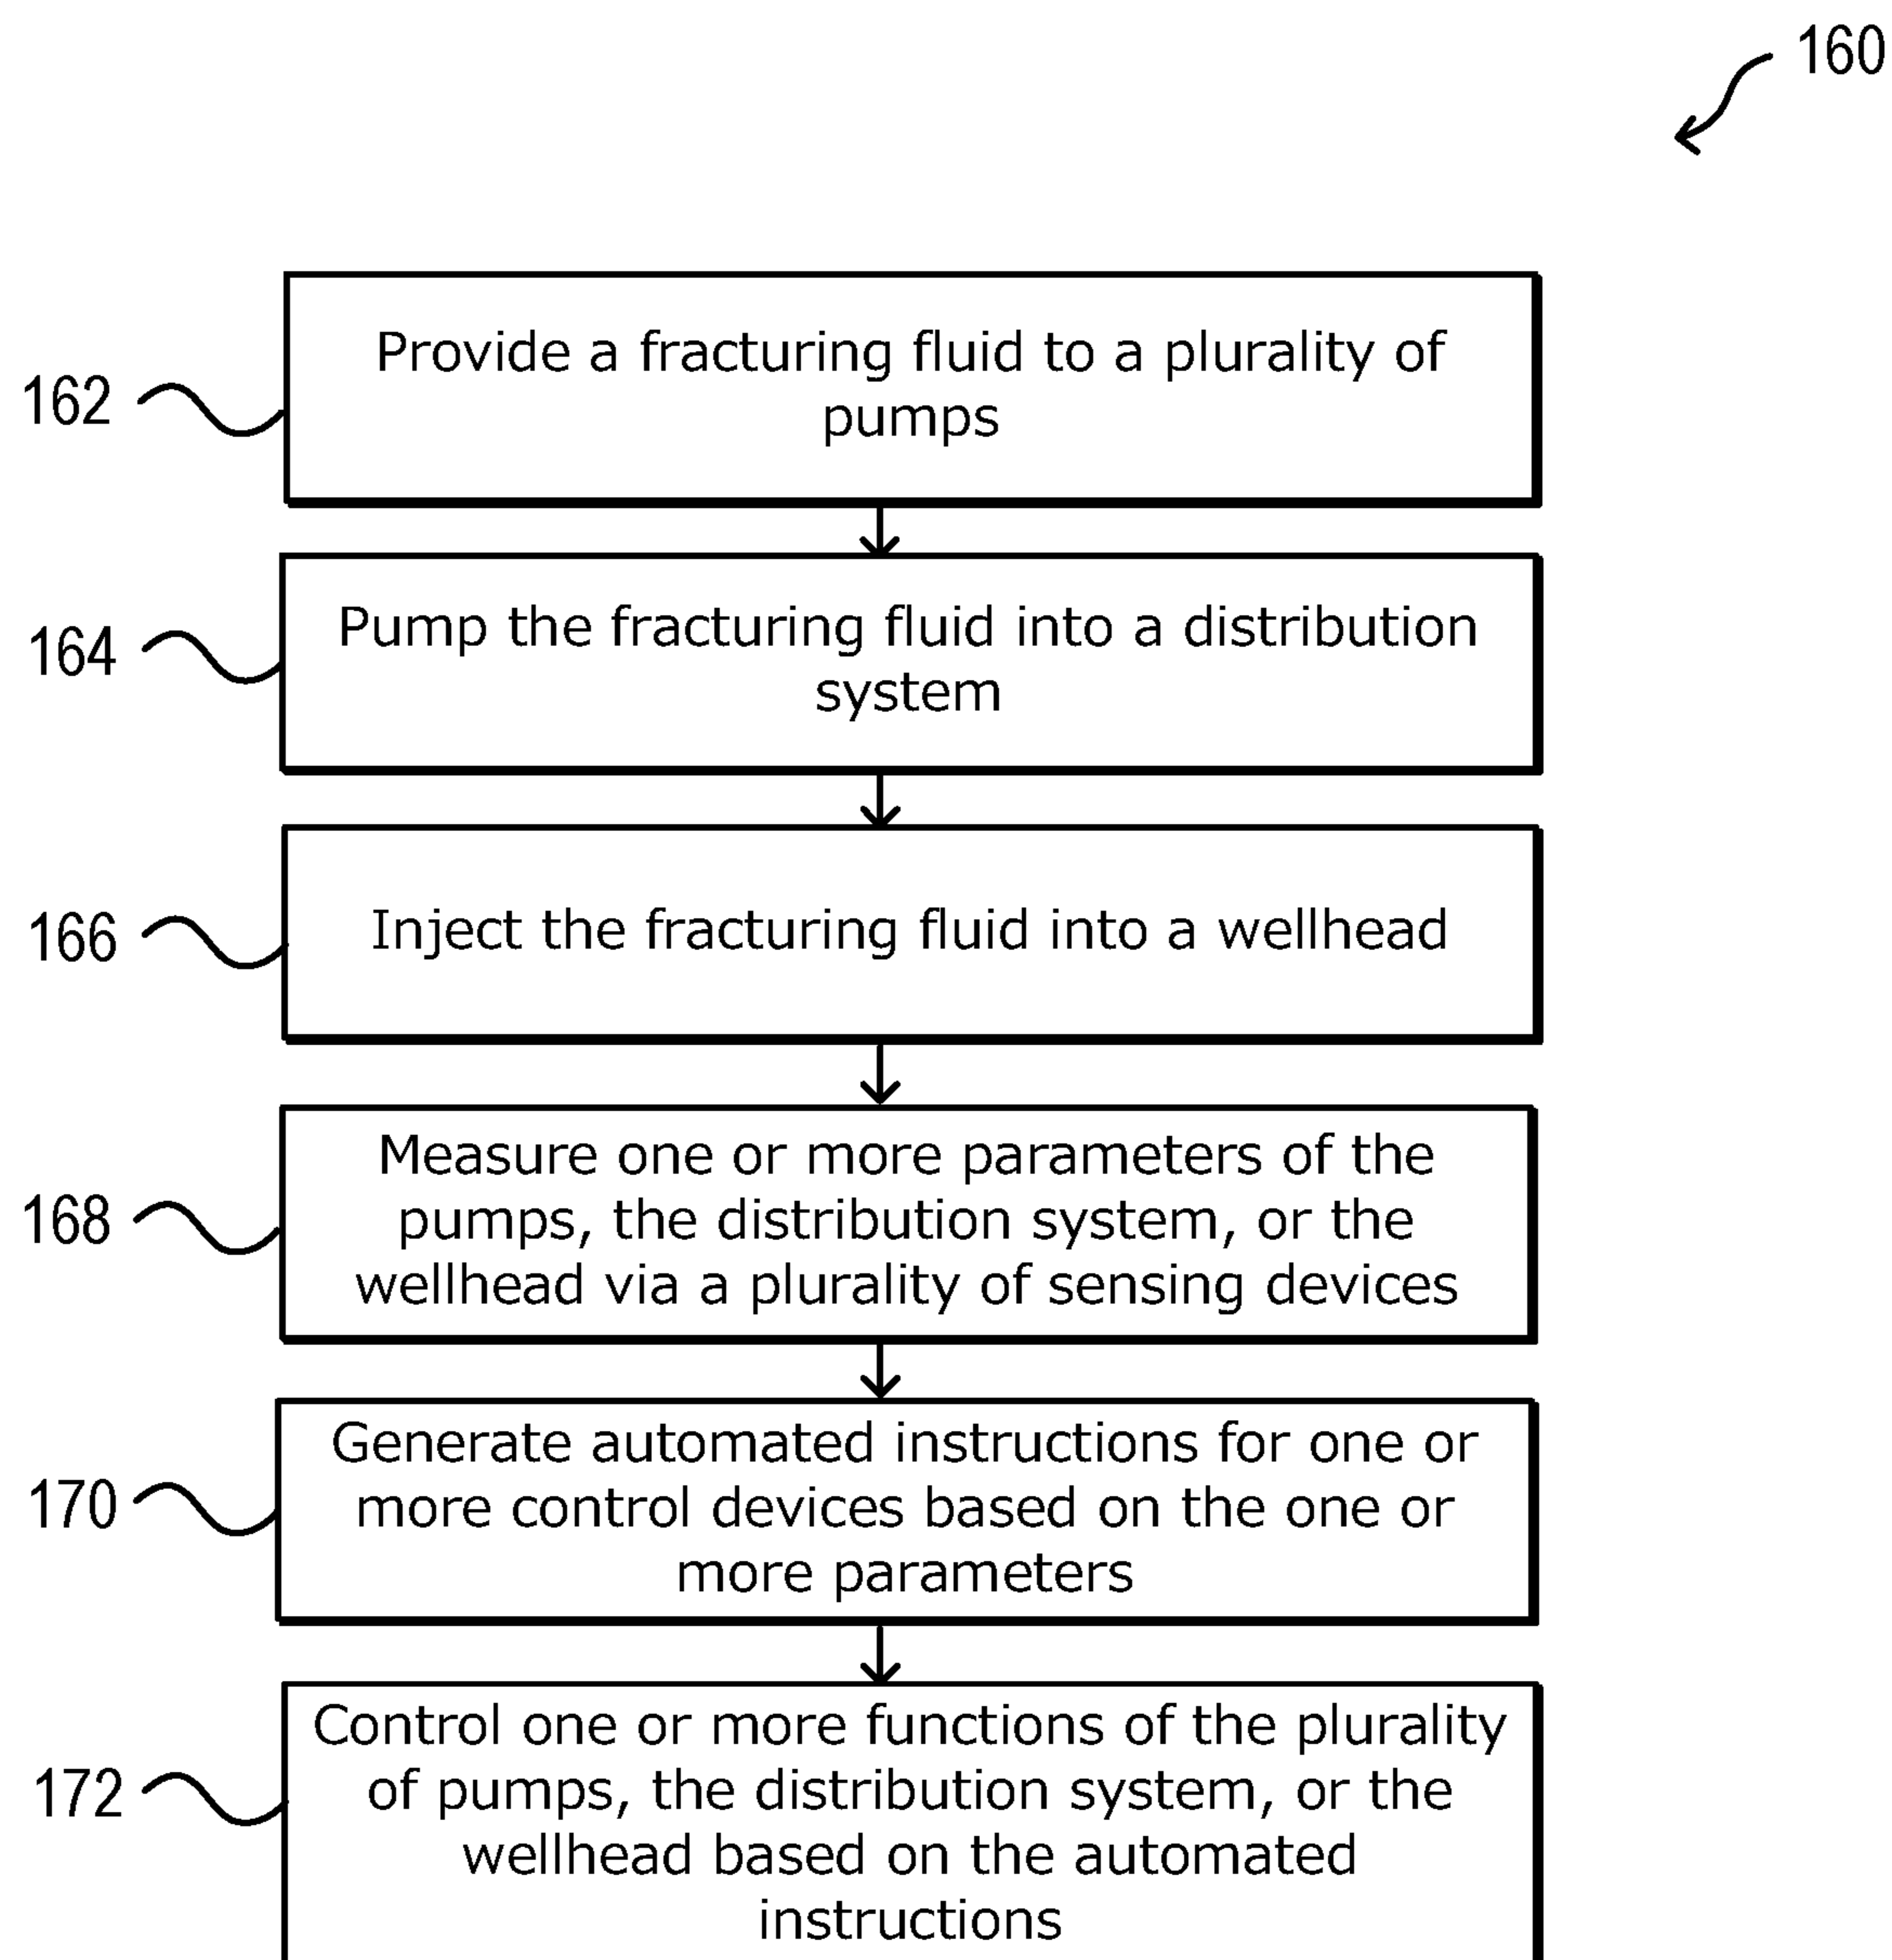 160
162
Provide a fracturing fluid to a plurality of
pumps
164
Pump the fracturing fluid into a distribution
system
166
Inject the fracturing fluid into a wellhead
168
Measure one or more parameters of the
pumps, the distribution system, or the
wellhead via a plurality of sensing devices
170
Generate automated instructions for one or
more control devices based on the one or
more parameters
172
Control one or more functions of the plurality
of pumps, the distribution system, or the
wellhead based on the automated
instructions